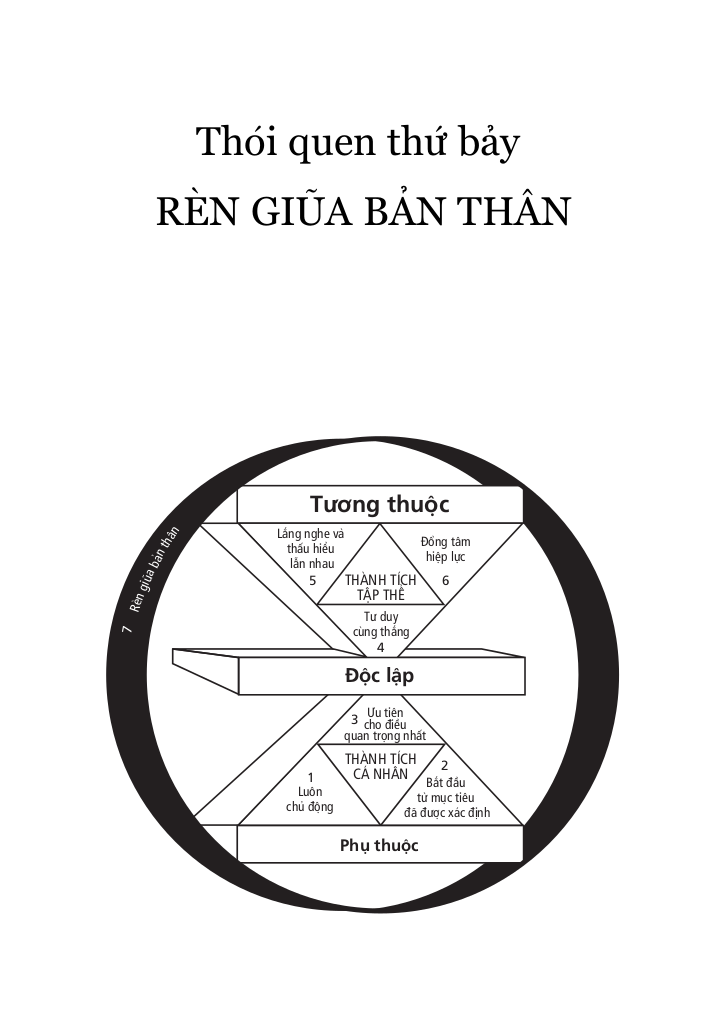 Thói quen thứ bảy
RÈN GIŨA BẢN THÂN
Tương thuộc
Lắng nghe và
thấu hiểu
lẫn nhau
5
Đồng tâm
hiệp lực
6
THÀNH TÍCH
TẬP THỂ
Tư duy
cùng thắng
4
7 Rèn giũa bản thân
Độc lập
3 Ưu tiên
cho điều
quan trọng nhất
THÀNH TÍCH
CÁ NHÂN
1
Luôn
chủ động
2
Bắt đầu
từ mục tiêu
đã được xác định
Phụ thuộc